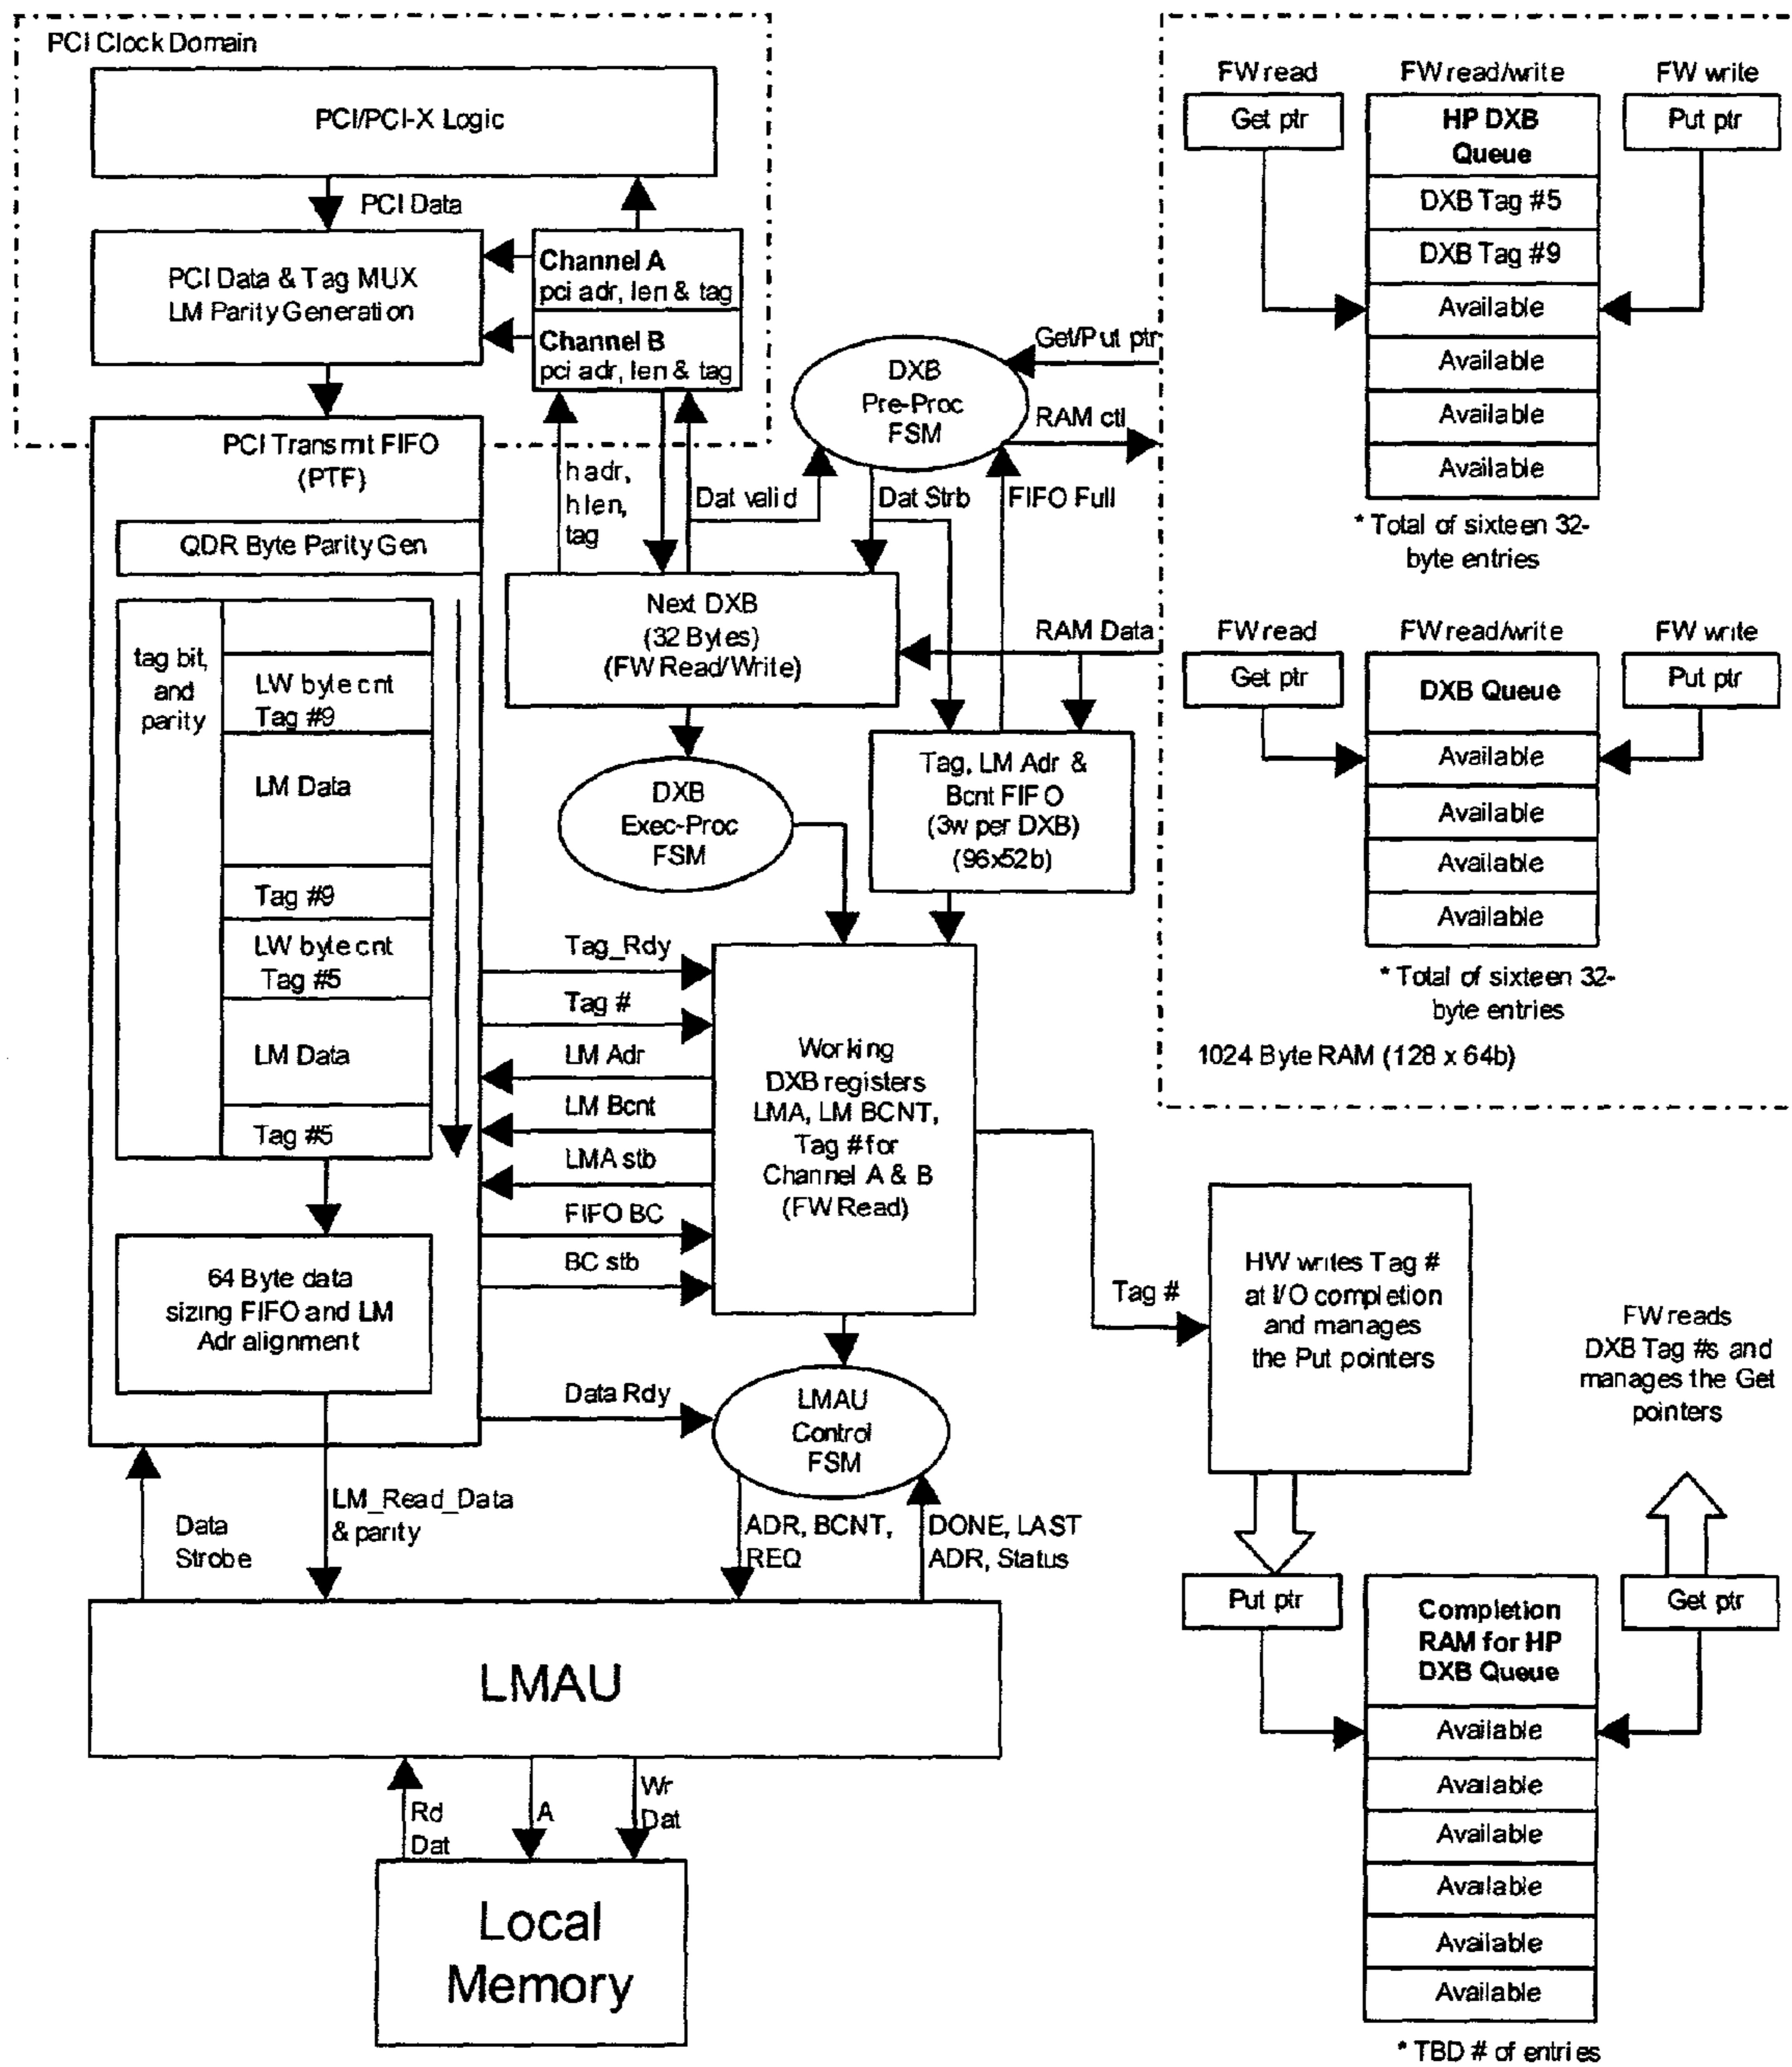 PCI Clock Domain
PCI/PCI-X Logic
PCI Data
PCI Data & Tag MUX
LM Parity Generation
Channel A
pci adr, len & tag
Channel B
pci adr, len & tag
PCI Transmt FIFO
(PTF)
QDR Byte Parity Gen
tag bit,
and
parity
LW byte cnt
Tag #9
LM Data
Tag #9
LW byte cnt
Tag #5
LM Data
Tag #5
64 Byte data
sizing FIFO and LM
Adr alignment
h adr,
h len,
tag
Dat valid
DXB
Pre-Proc
FSM
Get/Put ptr
RAM ctl
Dat Strb
FIFO Full
Next DXB
(32 Bytes)
(FW Read/Write)
RAM Data
DXB
Exec-Proc
FSM
Tag, LM Adr &
Bcnt FIFO
(3w per DXB)
(96x52b)
Tag_Rdy
Tag #
LM Adr
LM Bcnt
LMA stb
FIFO BC
BC stb
Data Rdy
Working
DXB registers
LMA, LM BCNT,
Tag # for
Channel A & B
(FW Read)
LMAU
Control
FSM
Data
Strobe
LM_Read_Data
& parity
ADR, BCNT,
REQ
DONE, LAST
ADR, Status
LMAU
Rd
Dat
A
Wr
Dat
Local
Memory
FW read
FW read/write
FW write
Get ptr
HP DXB
Queue
Put ptr
DXB Tag #5
DXB Tag #9
Available
Available
Available
Available
* Total of sixteen 32-
byte entries
FW read
FW read/write
FW write
Get ptr
DXB Queue
Put ptr
Available
Available
Available
Available
* Total of sixteen 32-
byte entries
1024 Byte RAM (128 x 64b)
Tag #
HW writes Tag #
at I/O completion
and manages
the Put pointers
FW reads
DXB Tag #s and
manages the Get
pointers
Put ptr
Completion
RAM for HP
DXB Queue
Get ptr
Available
Available
Available
Available
Available
Available
* TBD # of entries